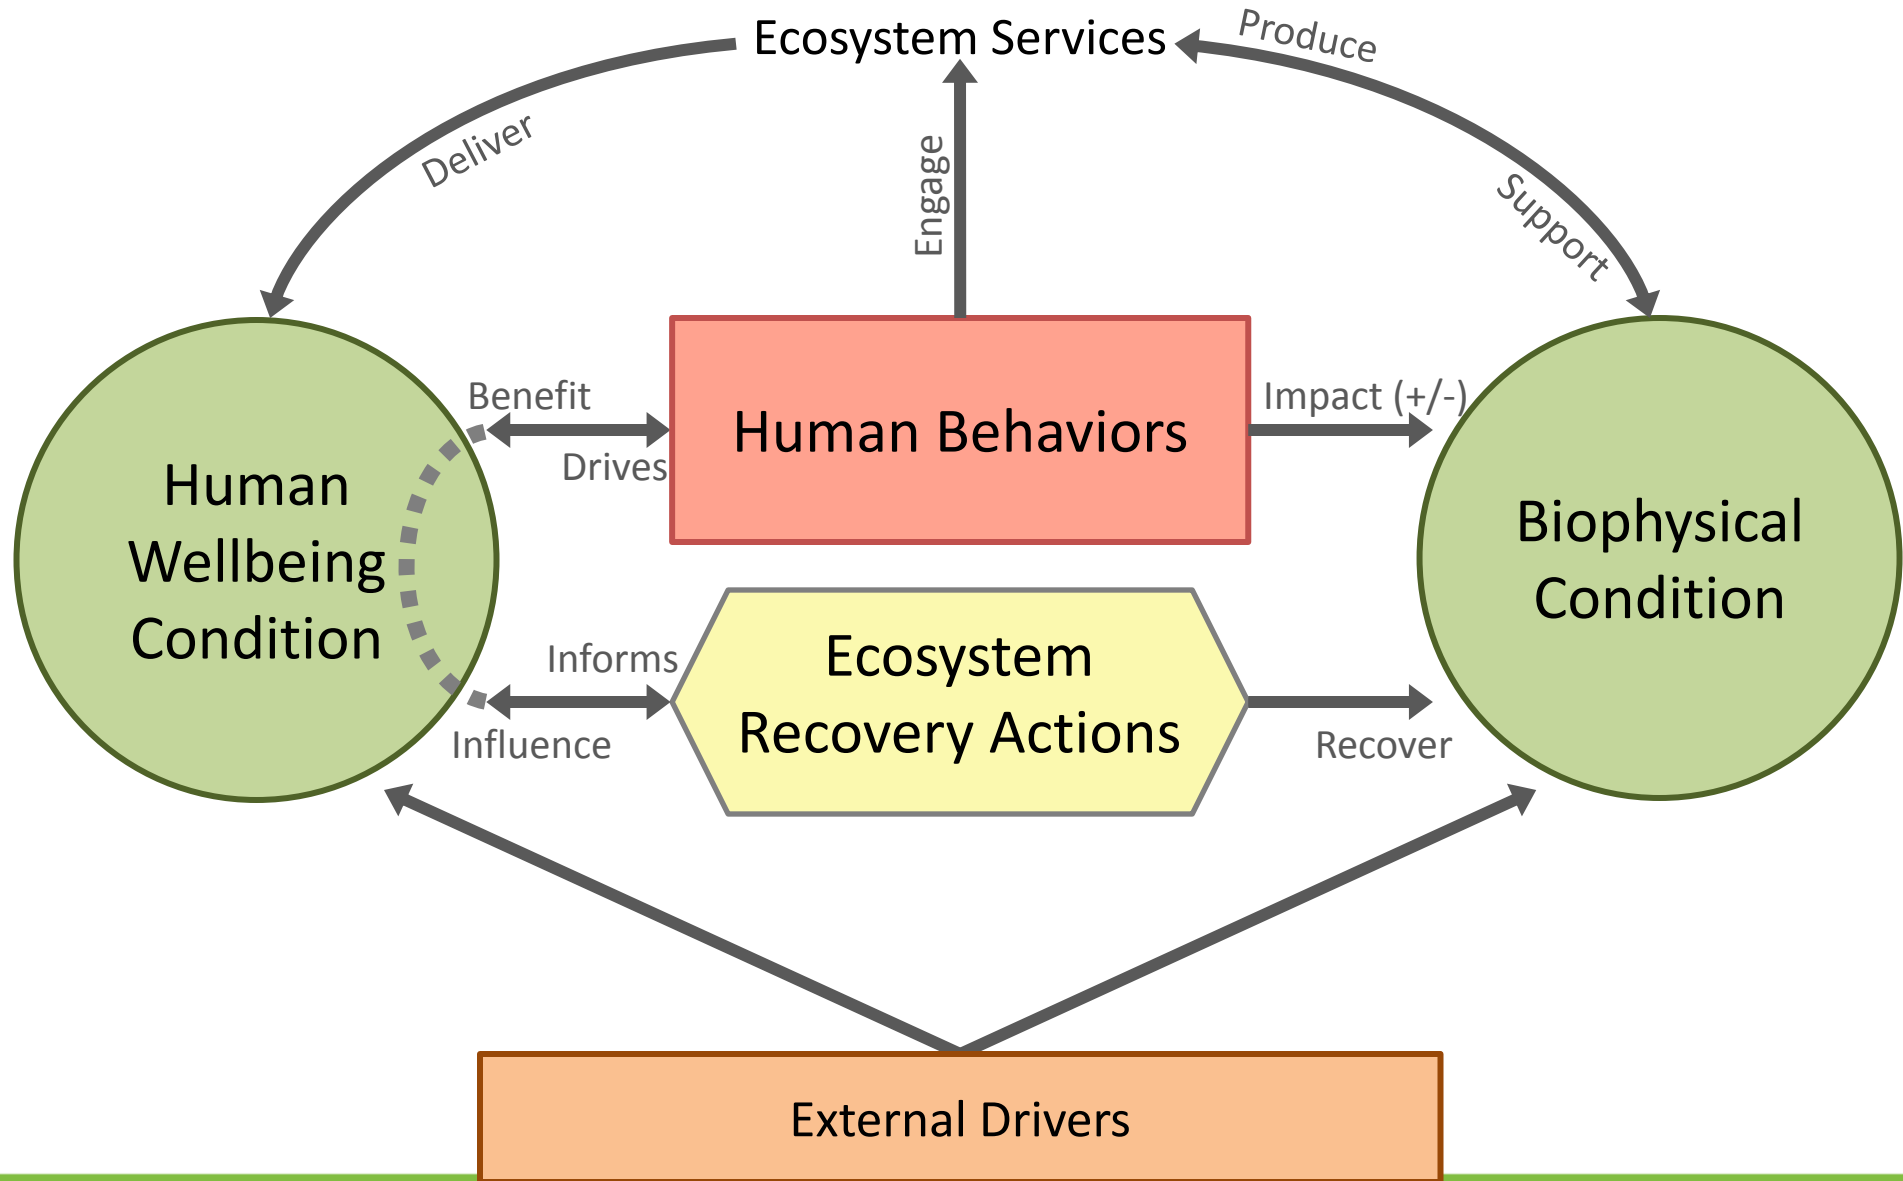 Ecosystem Services
Produce
Deliver
Engage
Support
Benefit
Drives
Human Behaviors
Impact (+/-)
Human
Wellbeing
Condition
Biophysical
Condition
Informs
Influence
Ecosystem
Recovery Actions
Recover
External Drivers